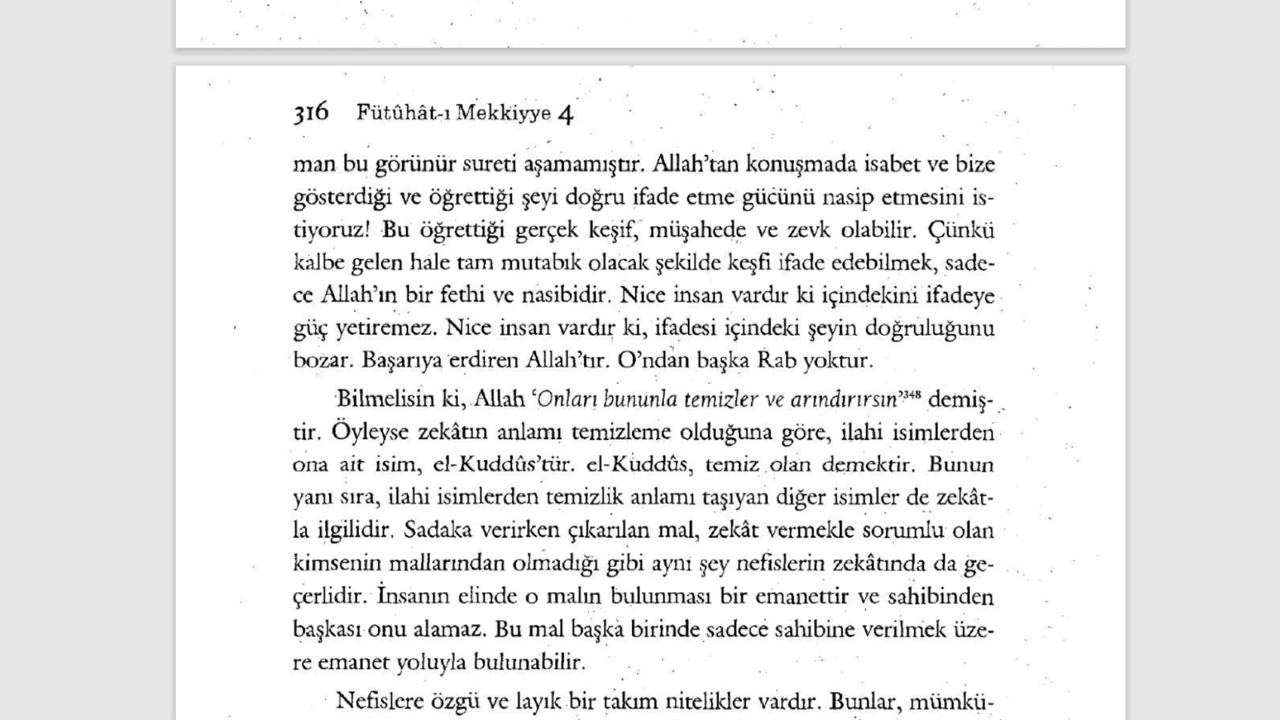 316 Fütûhât-ı Mekkiyye 4
man bu görünür sureti aşamamıştır. Allah’tan konuşmada isabet ve bize
gösterdiği ve öğrettiği şeyi doğru ifade etme gücünü nasip etmesini is-
tiyoruz! Bu öğrettiği gerçek keşif, müşahede ve zevk olabilir. Çünkü
kalbe gelen hale tam mutabık olacak şekilde keşfi ifade edebilmek, sade-
ce Allah’ın bir fethi ve nasibidir. Nice insan vardır ki içindekini ifadeye
güç yetiremez. Nice insan vardır ki, ifadesi içindeki şeyin doğruluğunu
bozar. Başarıya erdiren Allah’tır. O’ndan başka Rab yoktur.
Bilmelisin ki, Allah ‘Onları bununla temizler ve arındırırsın’348 demiş-
tir. Öyleyse zekâtın anlamı temizleme olduğuna göre, ilahi isimlerden
ona ait isim, el-Kuddûs’tür. el-Kuddûs, temiz olan demektir. Bunun
yanı sıra, ilahi isimlerden temizlik anlamı taşıyan diğer isimler de zekât-
la ilgilidir. Sadaka verirken çıkarılan mal, zekât vermekle sorumlu olan
kimsenin mallarından olmadığı gibi aynı şey nefislerin zekâtında da ge-
çerlidir. İnsanın elinde o malın bulunması bir emanettir ve sahibinden
başkası onu alamaz. Bu mal başka birinde sadece sahibine verilmek üze-
re emanet yoluyla bulunabilir.
Nefislere özgü ve layık bir takım nitelikler vardır. Bunlar, mümkü-